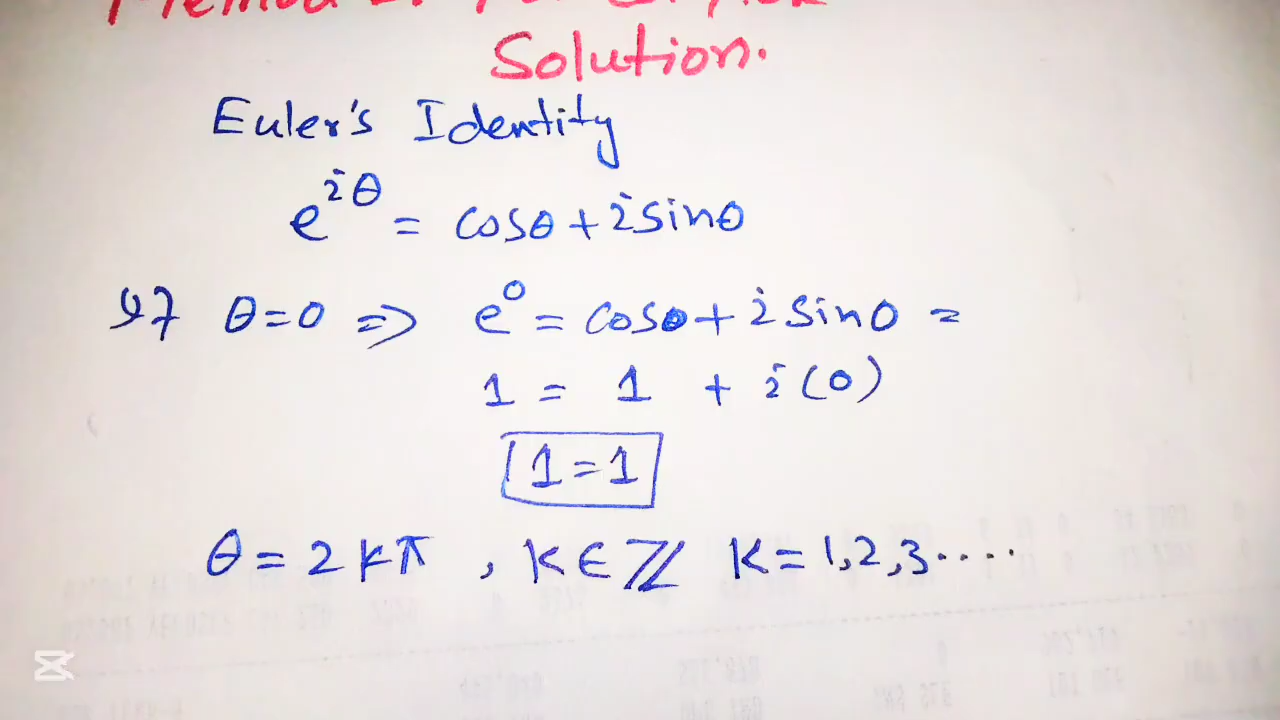 Solution.
Euler's Identity
e^{iθ} = cosθ + i sinθ
If θ=0 => e^0 = cos0 + i sin0 =
1 = 1 + i(0)
1=1
θ = 2kπ , k∈ℤ k=1,2,3....